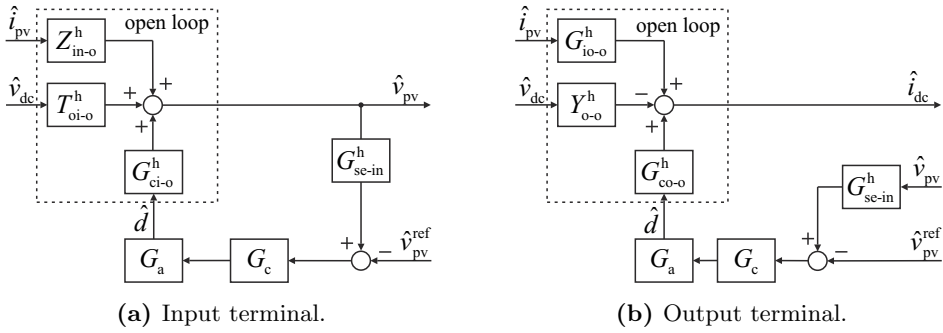 î_pv
Z^h_in-o
open loop
+
v̂_dc
T^h_oi-o
+
v̂_pv
+
G^h_ci-o
G^h_se-in
d̂
G_a
G_c
+
−
v̂^ref_pv
(a) Input terminal.
î_pv
G^h_io-o
open loop
+
v̂_dc
Y^h_o-o
−
î_dc
+
G^h_co-o
G^h_se-in
v̂_pv
d̂
G_a
G_c
+
−
v̂^ref_pv
(b) Output terminal.